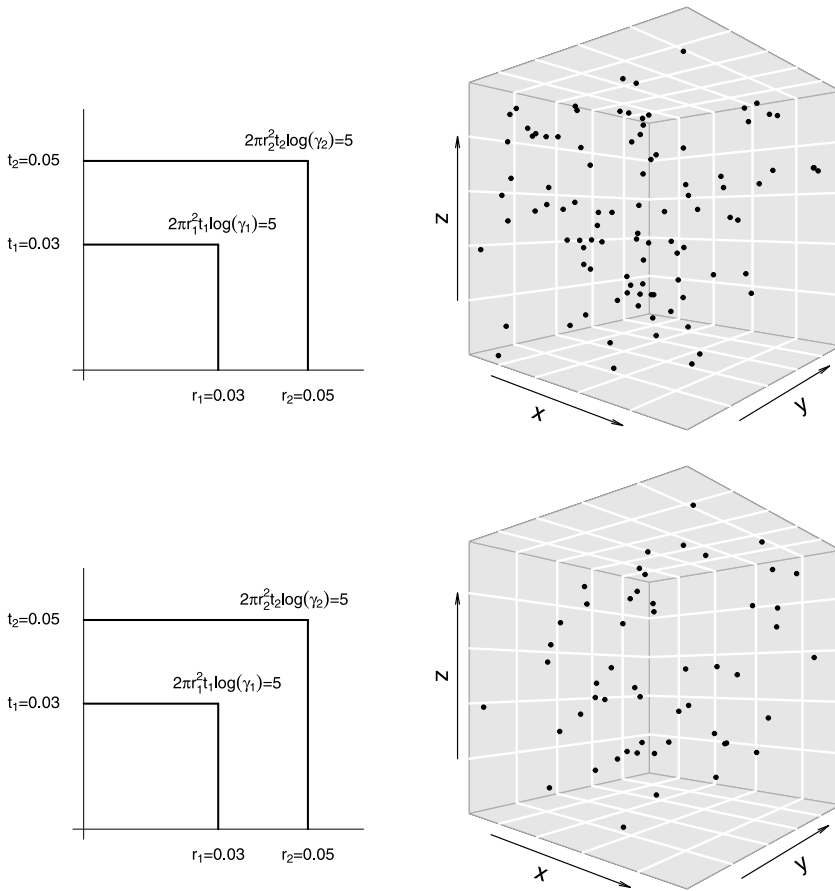 2πr₂²t₂log(γ₂)=5
t₂=0.05
2πr₁²t₁log(γ₁)=5
t₁=0.03
r₁=0.03
r₂=0.05
z
x
y
2πr₂²t₂log(γ₂)=5
t₂=0.05
2πr₁²t₁log(γ₁)=5
t₁=0.03
r₁=0.03
r₂=0.05
z
x
y